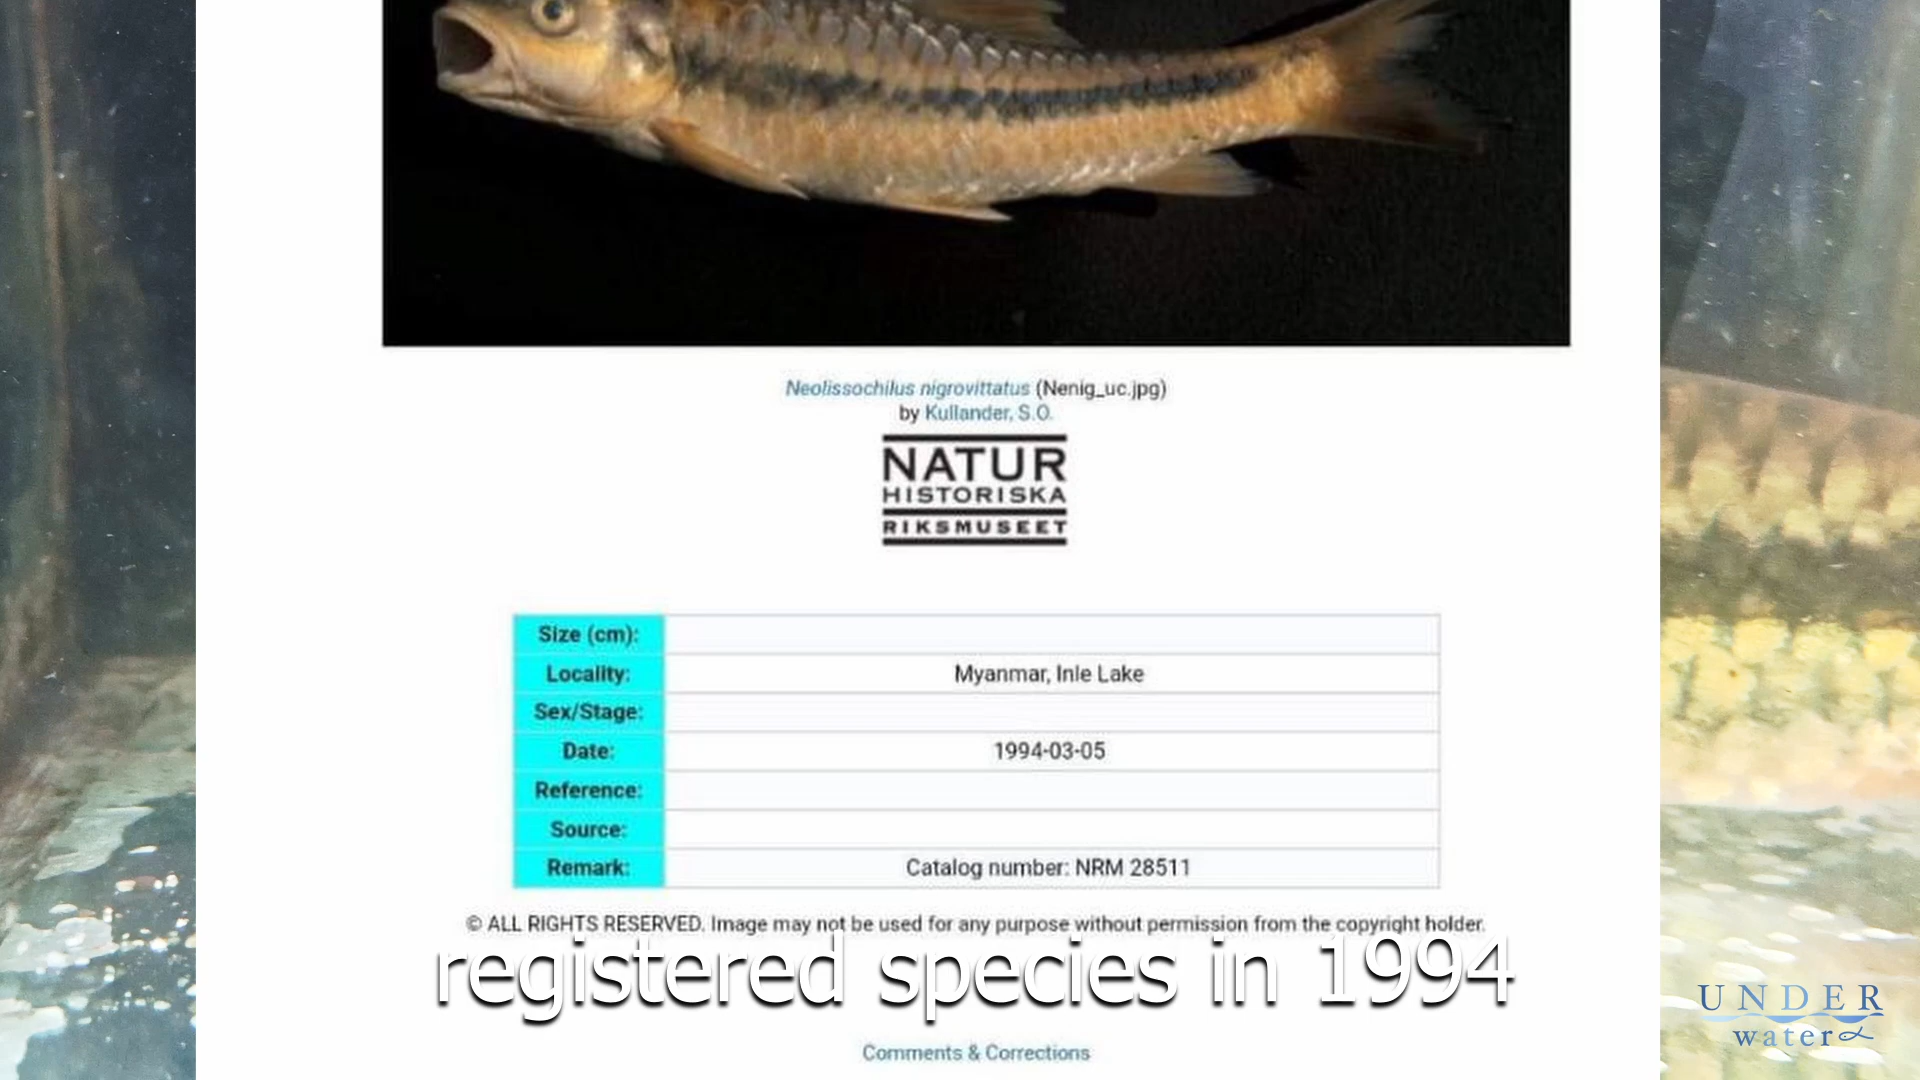 Neolissochilus nigrovittatus (Nenig_uc.jpg)
by Kullander, S.O.
NATUR
HISTORISKA
RIKSMUSEET
Size (cm):
Locality: Myanmar, Inle Lake
Sex/Stage:
Date: 1994-03-05
Reference:
Source:
Remark: Catalog number: NRM 28511
© ALL RIGHTS RESERVED. Image may not be used for any purpose without permission from the copyright holder.
registered species in 1994
Comments & Corrections
UNDER
water